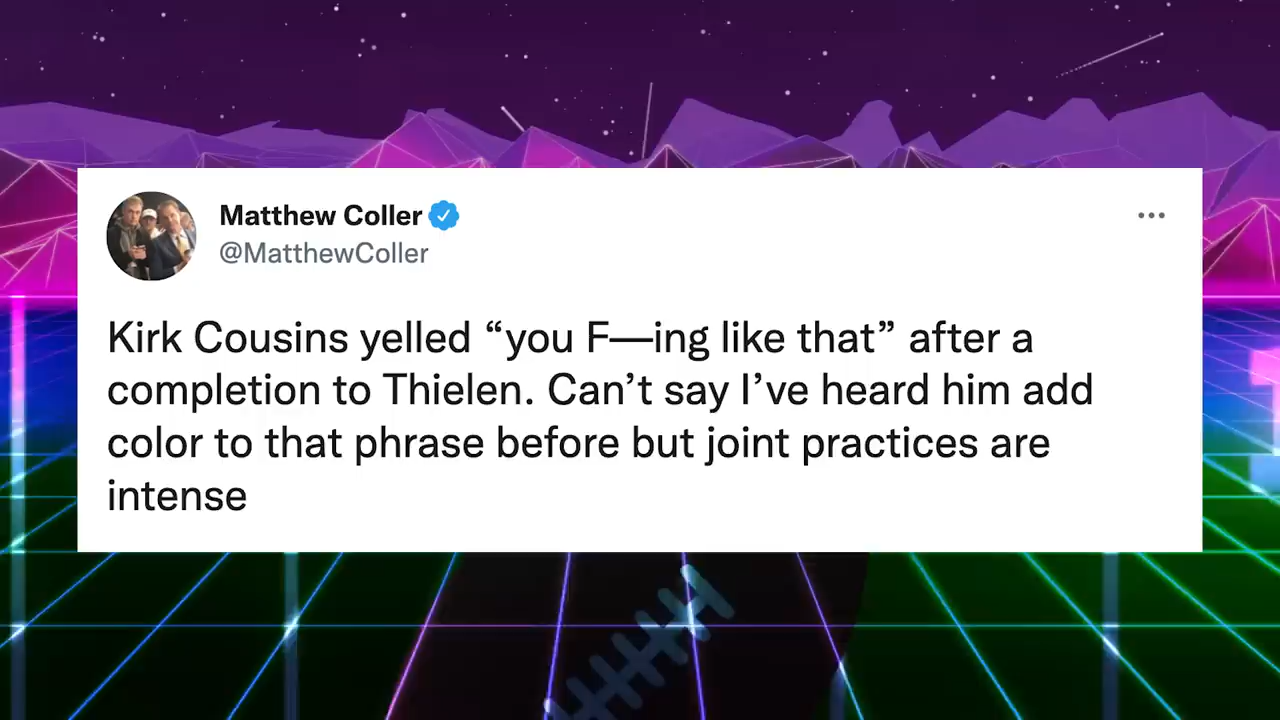 Matthew Coller
@MatthewColler
Kirk Cousins yelled “you F—ing like that” after a
completion to Thielen. Can’t say I’ve heard him add
color to that phrase before but joint practices are
intense